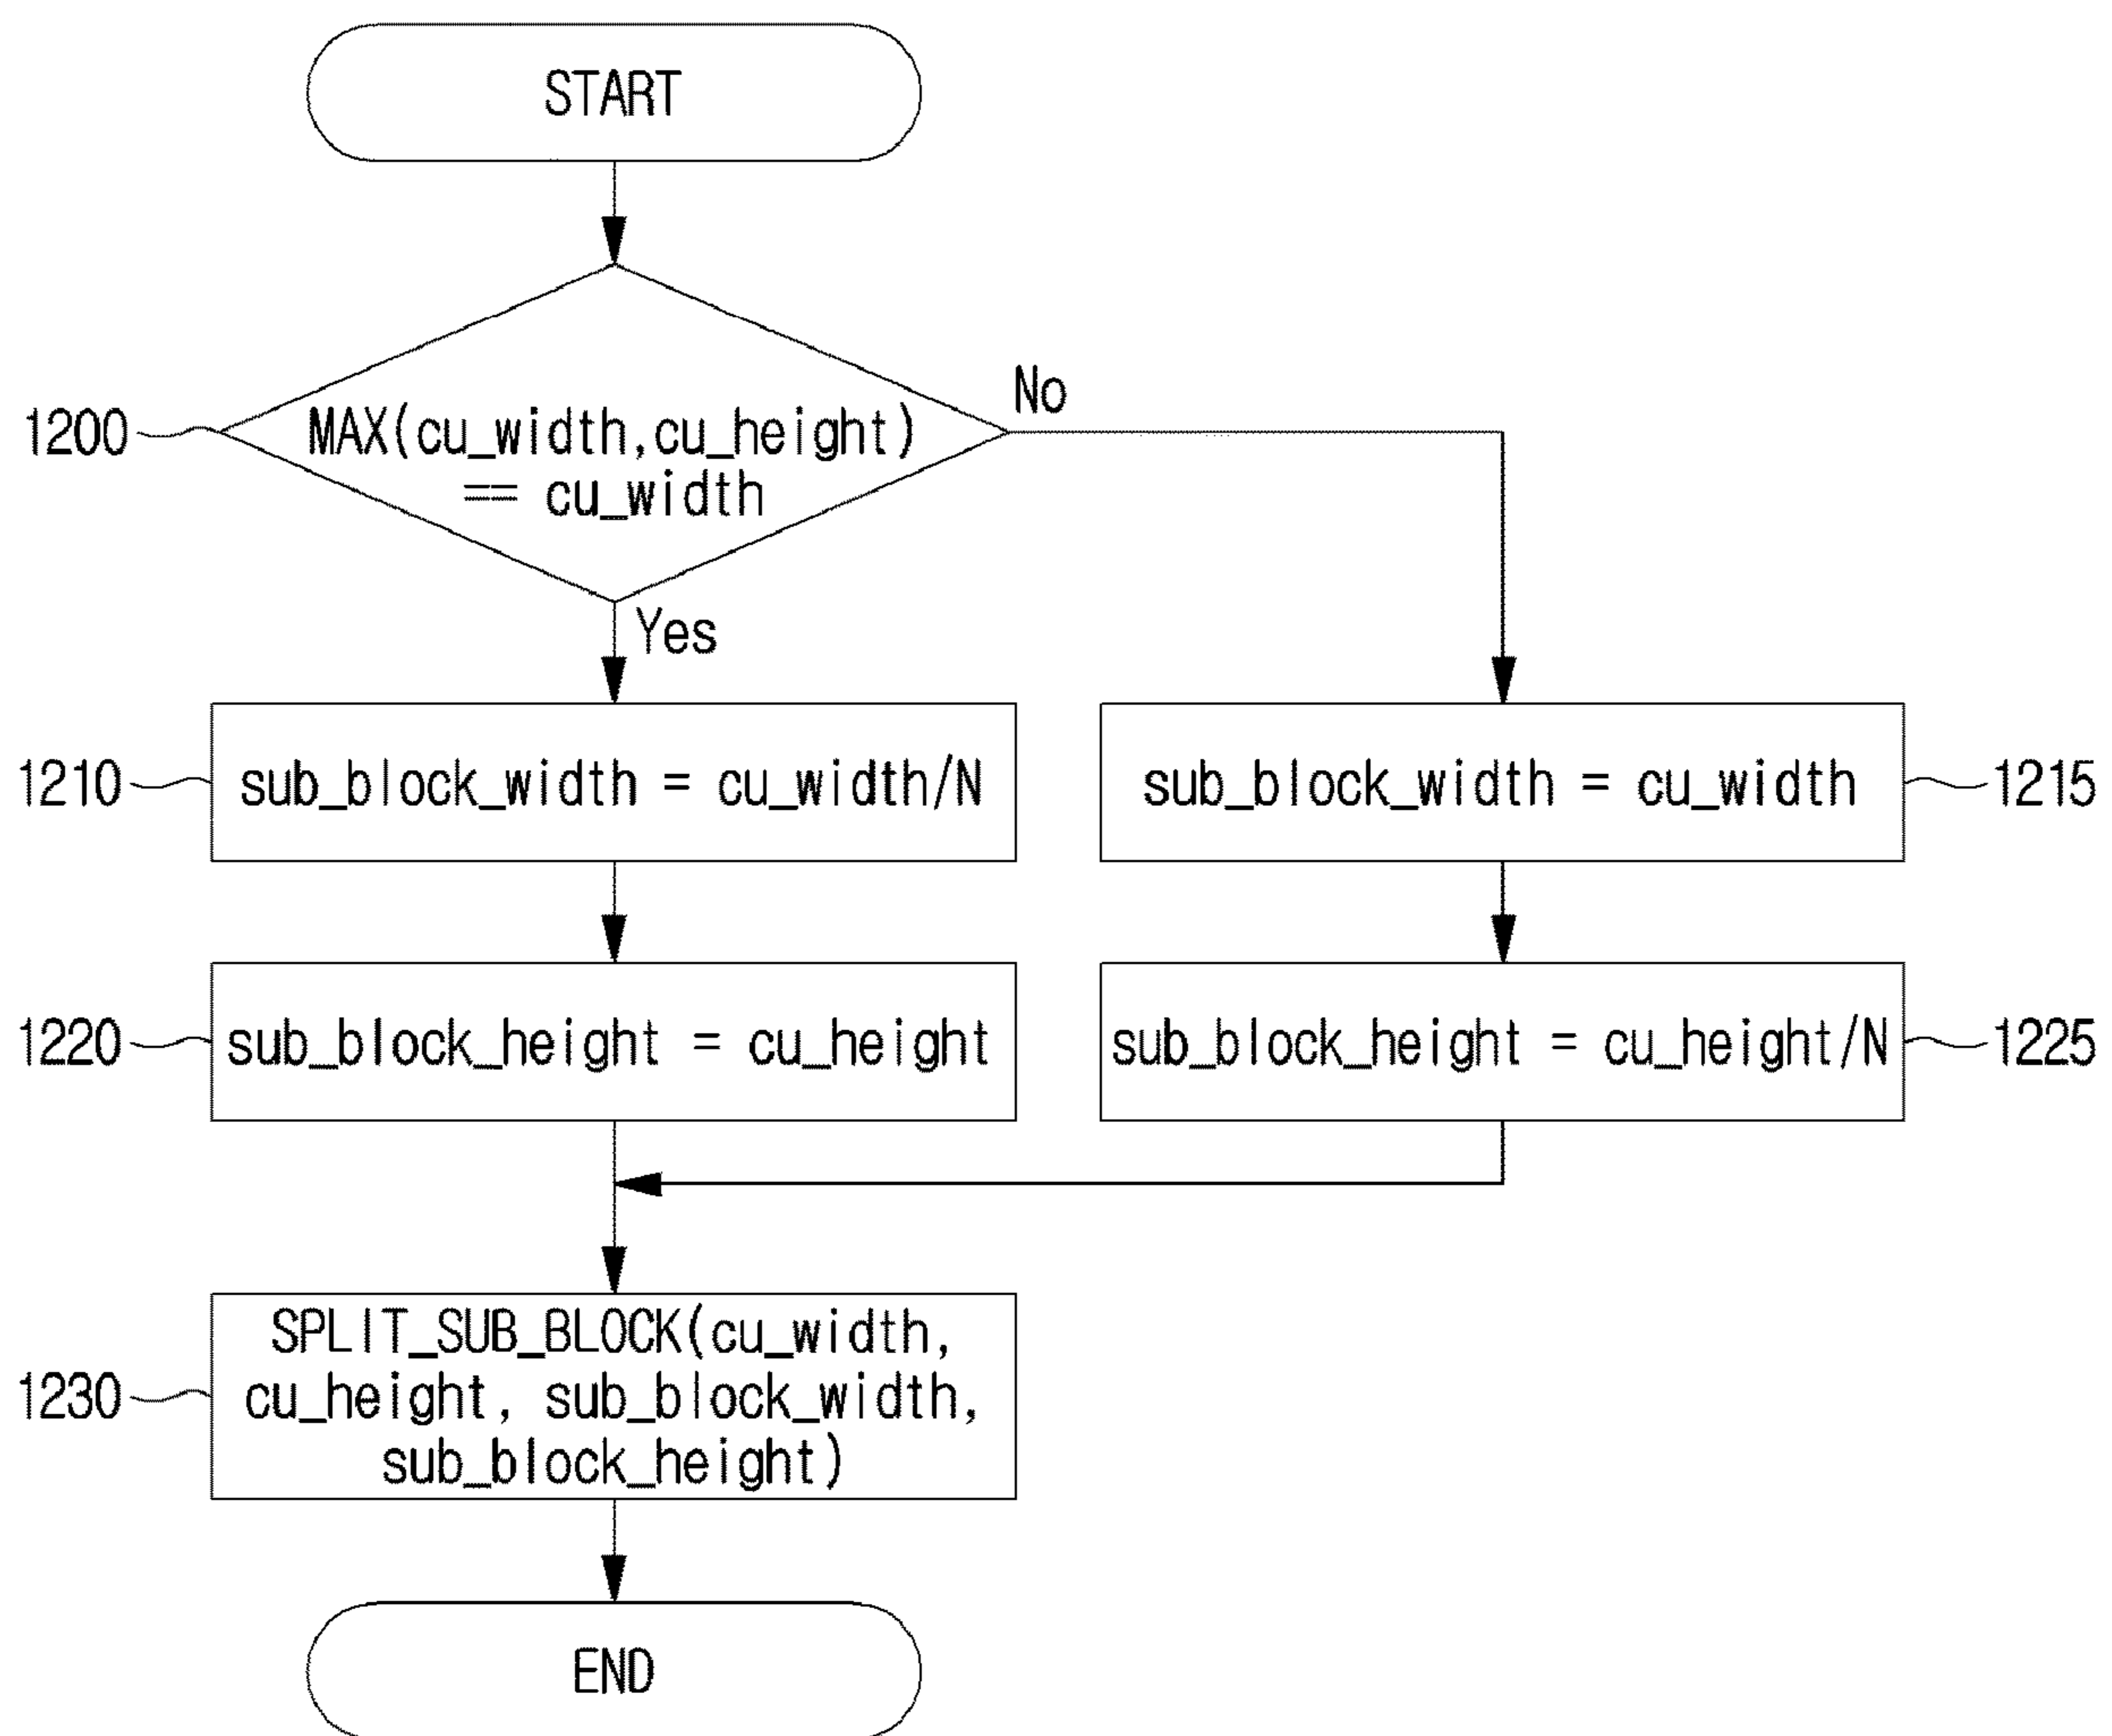 START
1200
MAX(cu_width,cu_height)
== cu_width
No
Yes
1210
sub_block_width = cu_width/N
sub_block_width = cu_width
1215
1220
sub_block_height = cu_height
sub_block_height = cu_height/N
1225
1230
SPLIT_SUB_BLOCK(cu_width,
cu_height, sub_block_width,
sub_block_height)
END